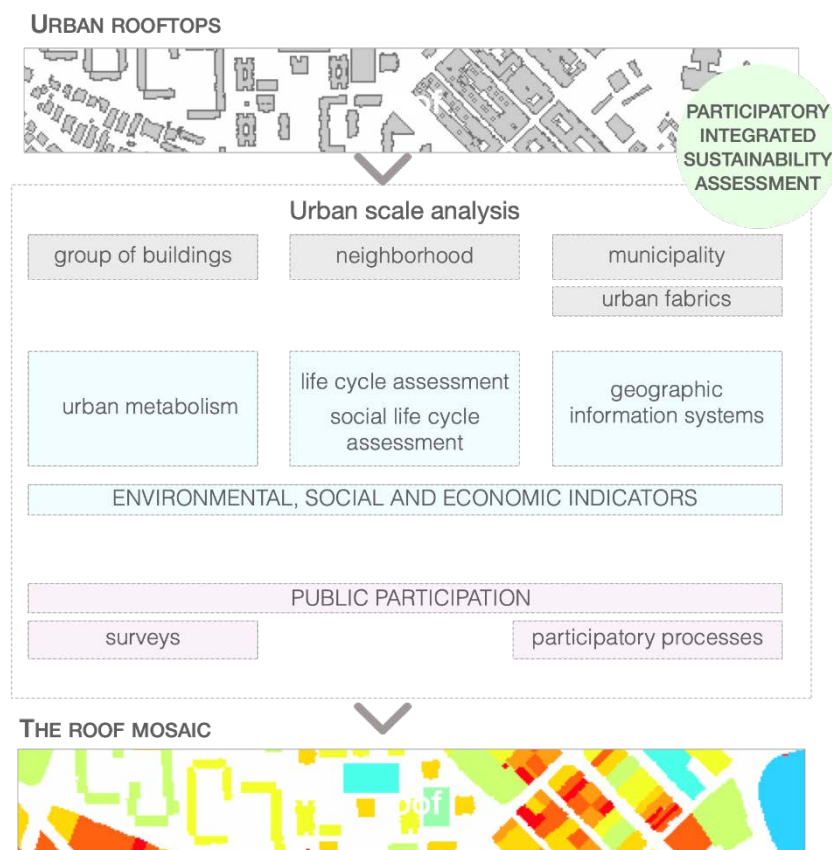 URBAN ROOFTOPS
PARTICIPATORY
INTEGRATED
SUSTAINABILITY
ASSESSMENT
Urban scale analysis
group of buildings
neighborhood
municipality
urban fabrics
urban metabolism
life cycle assessment
social life cycle
assessment
geographic
information systems
ENVIRONMENTAL, SOCIAL AND ECONOMIC INDICATORS
PUBLIC PARTICIPATION
surveys
participatory processes
THE ROOF MOSAIC